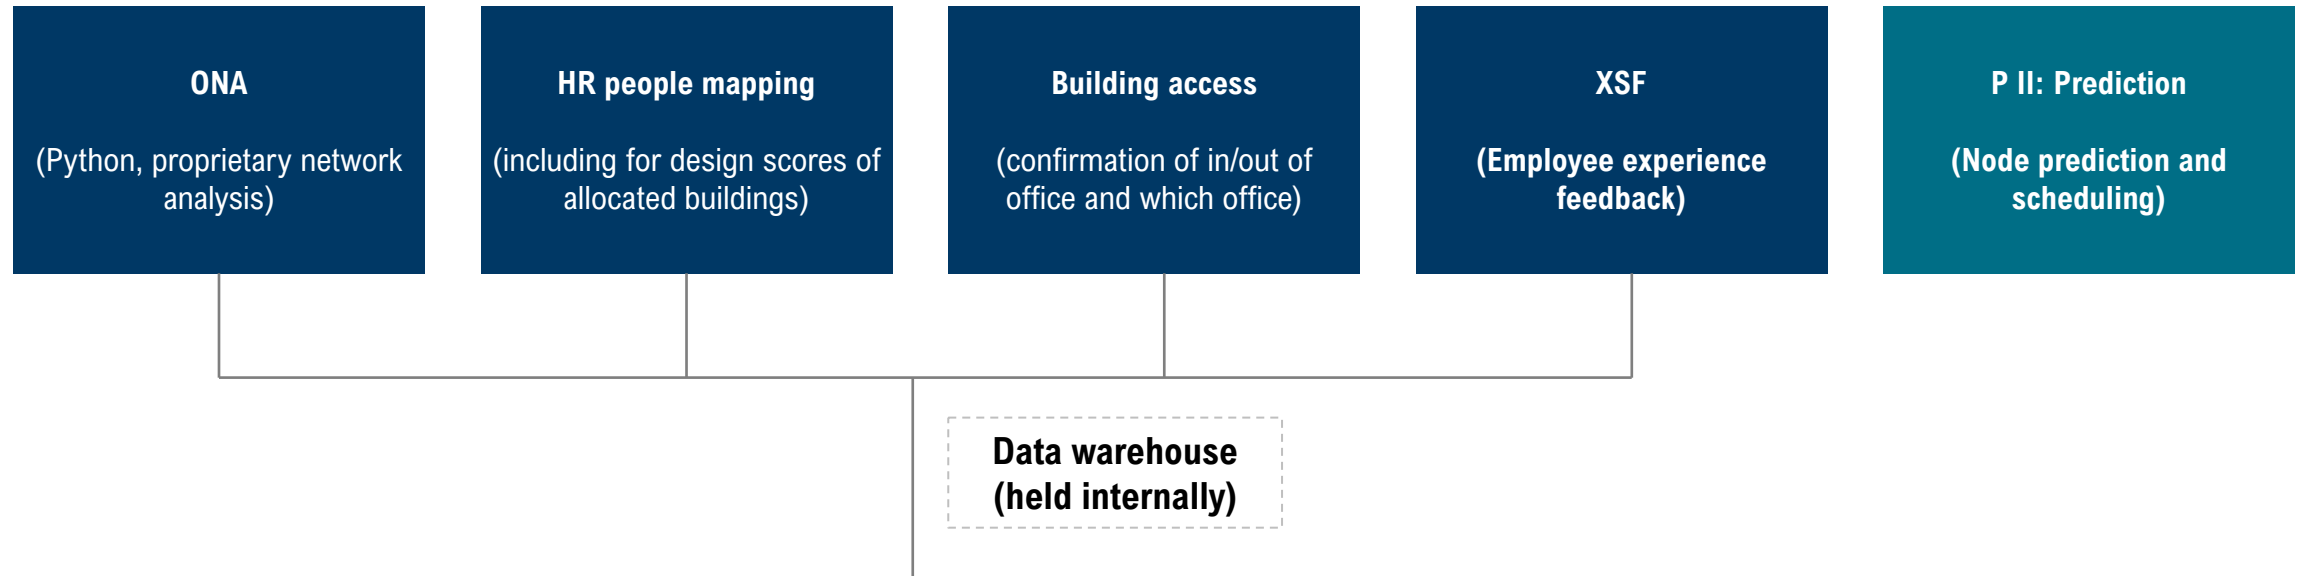 ONA
(Python, proprietary network
analysis)
HR people mapping
(including for design scores of
allocated buildings)
Building access
(confirmation of in/out of
office and which office)
XSF
(Employee experience
feedback)
P II: Prediction
(Node prediction and
scheduling)
Data warehouse
(held internally)